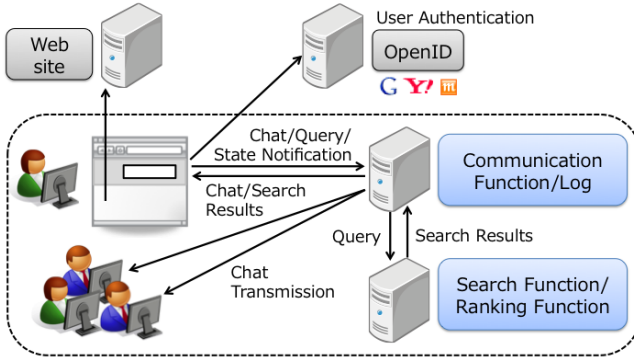 User Authentication
Web
site
OpenID
G Y! m
Chat/Query/
State Notification
Communication
Function/Log
Chat/Search
Results
Query
Search Results
Chat
Transmission
Search Function/
Ranking Function